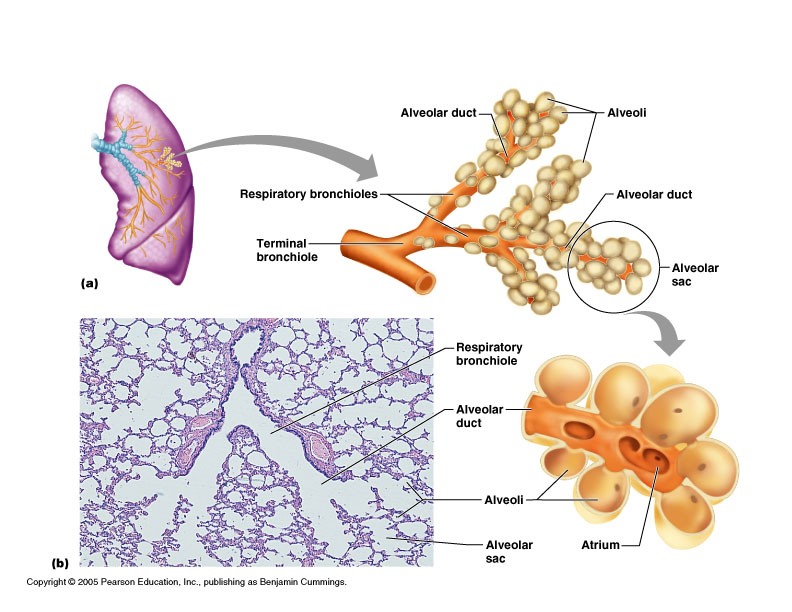 Alveolar duct
Alveoli
Respiratory bronchioles
Alveolar duct
Terminal
bronchiole
Alveolar
sac
(a)
Respiratory
bronchiole
Alveolar
duct
Alveoli
Alveolar
sac
Atrium
(b)
Copyright © 2005 Pearson Education, Inc., publishing as Benjamin Cummings.